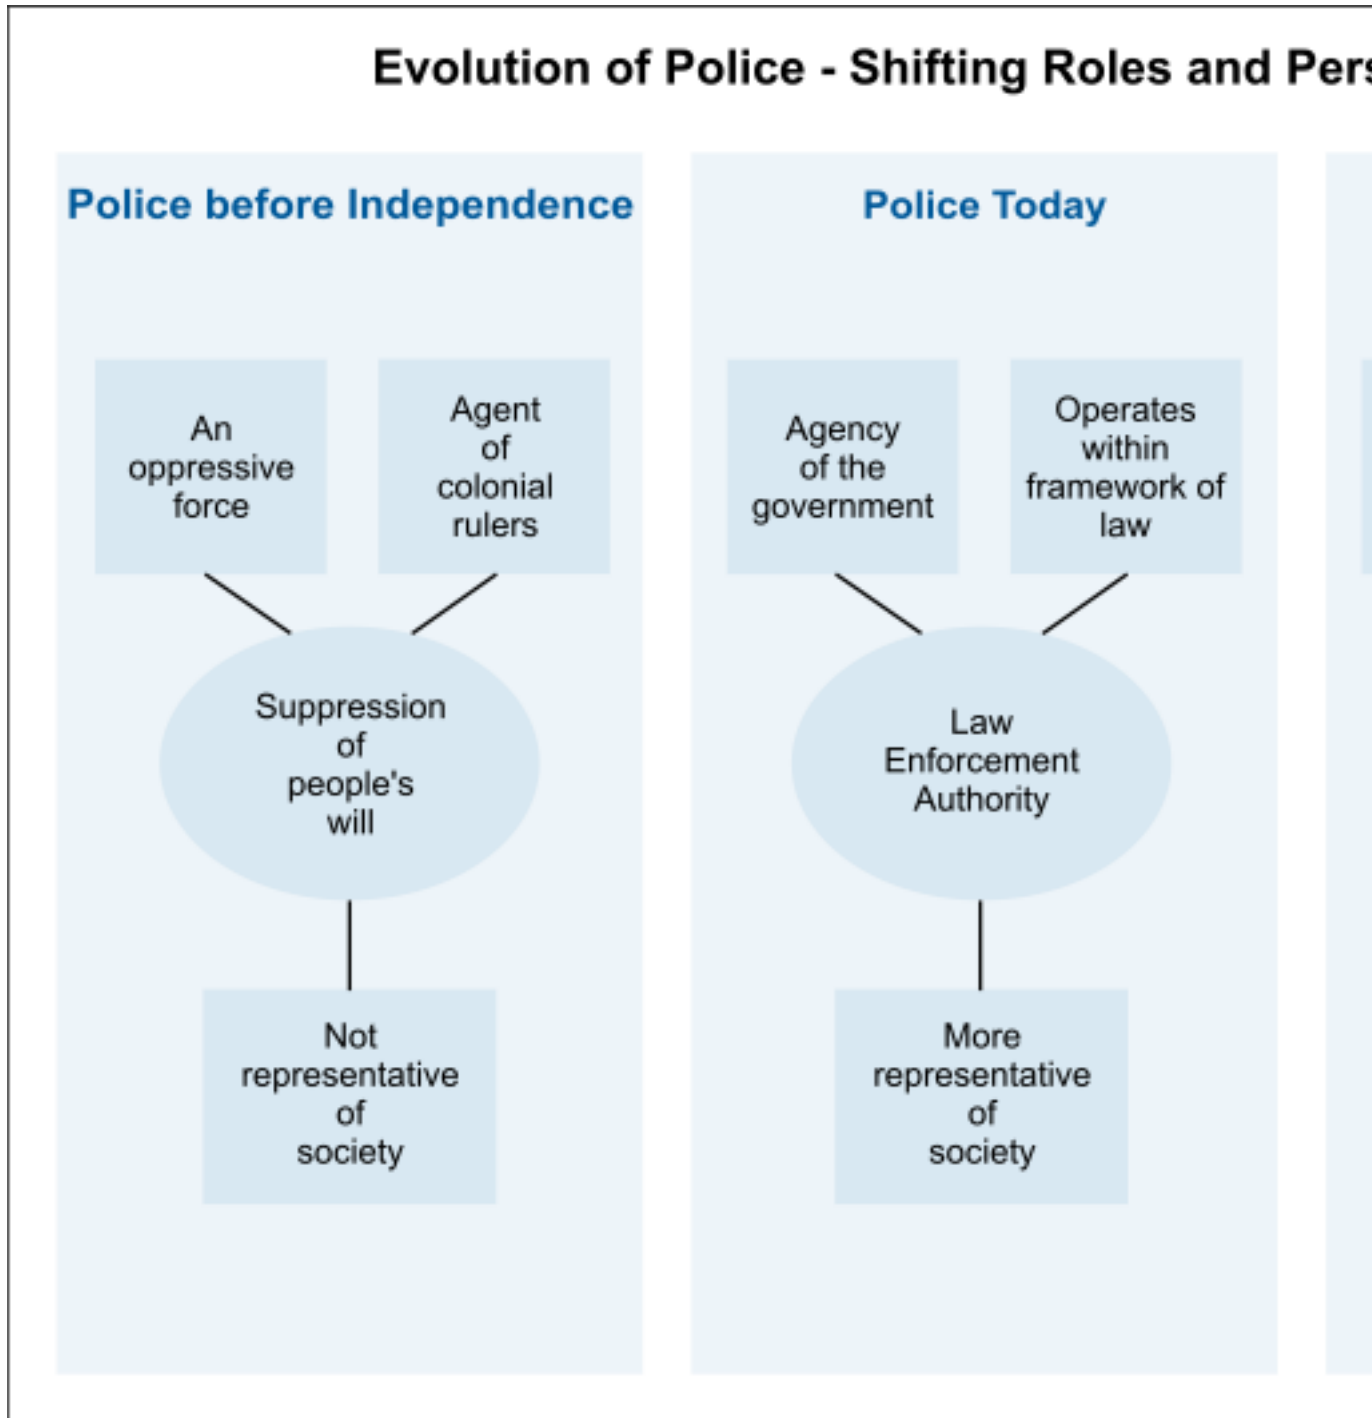 Evolution of Police - Shifting Roles and
Police before Independence
An
oppressive
force
Agent
of
colonial
rulers
Suppression
of
people's
will
Not
representative
of
society
Police Today
Agency
of the
government
Operates
within
framework of
law
Law
Enforcement
Authority
More
representative
of
society